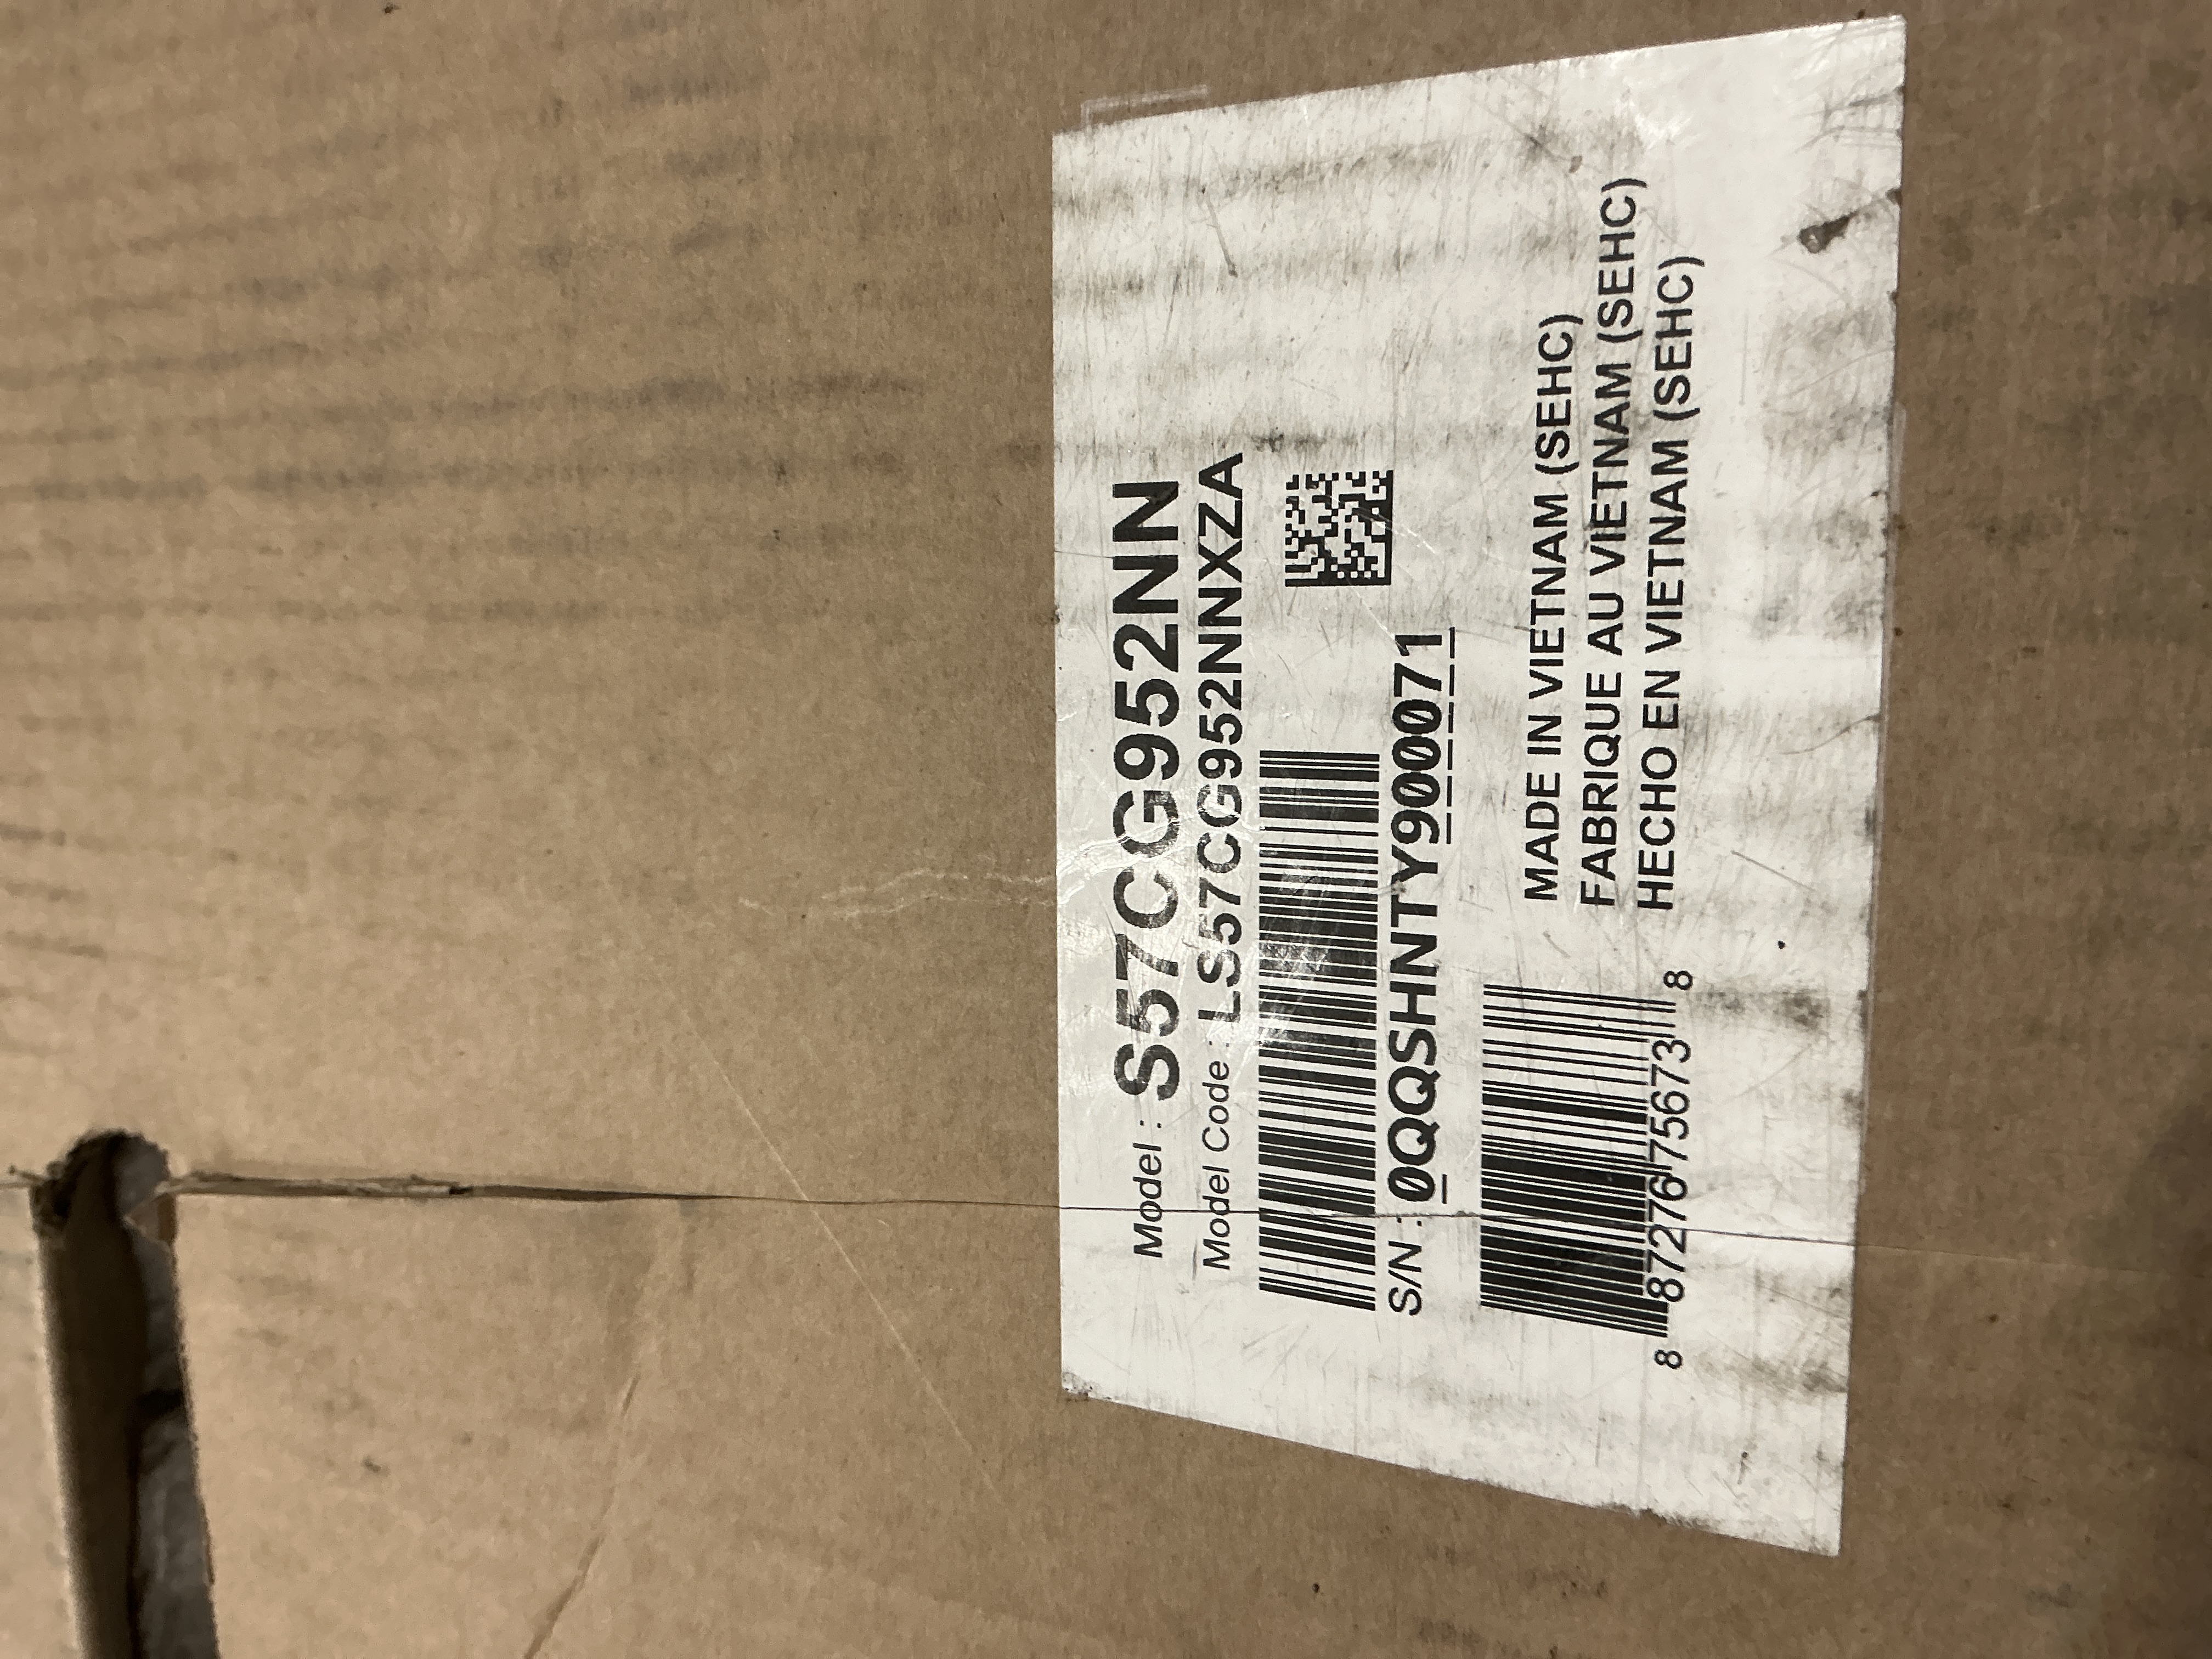 Model : S57CG952NN
Model Code : LS57CG952NNXZA
S/N : 0QQSHNTY900071
8 87276 75673 8
MADE IN VIETNAM (SEHC)
FABRIQUE AU VIETNAM (SEHC)
HECHO EN VIETNAM (SEHC)